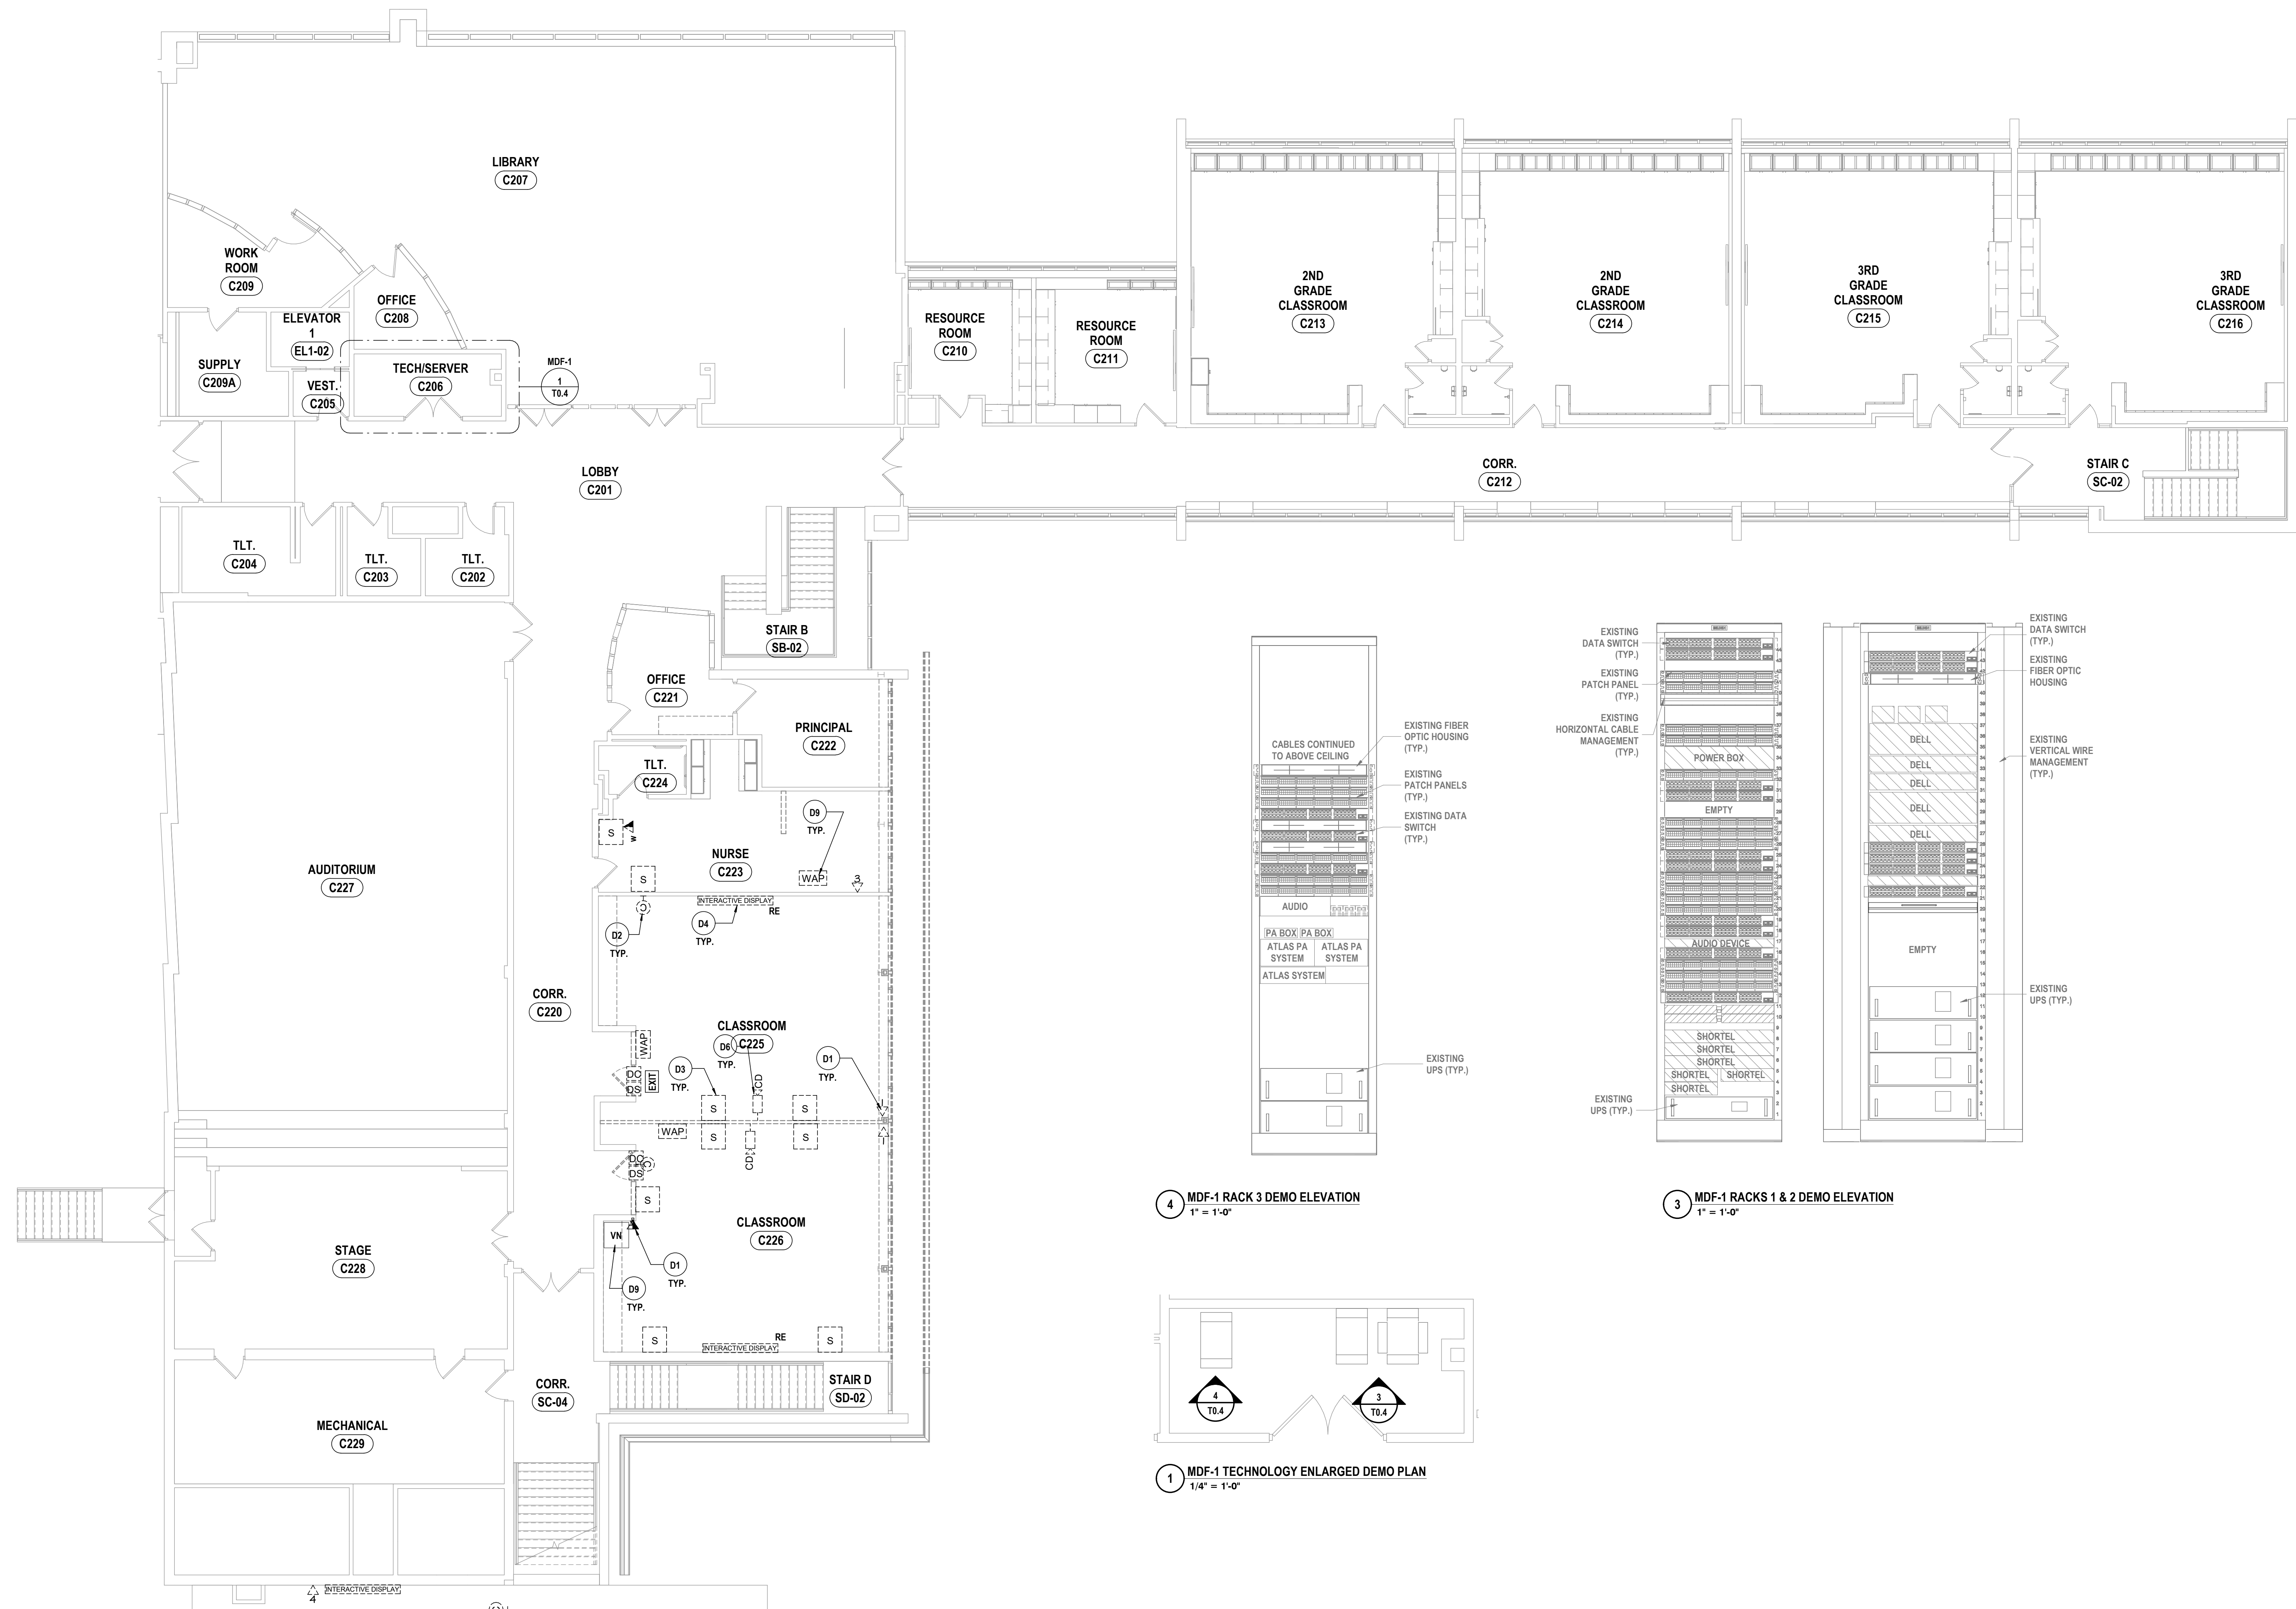 LIBRARY
C207
WORK
ROOM
C209
OFFICE
C208
ELEVATOR
1
EL1-02
SUPPLY
C209A
VEST.
C205
TECH/SERVER
C206
MDF-1
1
T0.4
RESOURCE
ROOM
C210
RESOURCE
ROOM
C211
2ND
GRADE
CLASSROOM
C213
2ND
GRADE
CLASSROOM
C214
3RD
GRADE
CLASSROOM
C215
3RD
GRADE
CLASSROOM
C216
LOBBY
C201
CORR.
C212
STAIR C
SC-02
TLT.
C204
TLT.
C203
TLT.
C202
STAIR B
SB-02
OFFICE
C221
PRINCIPAL
C222
TLT.
C224
S
W
D9
TYP.
NURSE
C223
S
WAP
3
AUDITORIUM
C227
C
INTERACTIVE DISPLAY
RE
D2
TYP.
D4
TYP.
CORR.
C220
CLASSROOM
C225
WAP
D6
TYP.
D3
TYP.
D1
TYP.
DC
DS
EXIT
CD
S
S
1
WAP
S
S
1
DC
DS
C
CD
S
CLASSROOM
C226
VN
D1
TYP.
D9
TYP.
STAGE
C228
S
S
RE
INTERACTIVE DISPLAY
CORR.
SC-04
STAIR D
SD-02
MECHANICAL
C229
4
INTERACTIVE DISPLAY
CABLES CONTINUED
TO ABOVE CEILING
EXISTING FIBER
OPTIC HOUSING
(TYP.)
EXISTING
PATCH PANELS
(TYP.)
EXISTING DATA
SWITCH
(TYP.)
AUDIO
PA BOX
PA BOX
ATLAS PA
SYSTEM
ATLAS PA
SYSTEM
ATLAS SYSTEM
EXISTING
UPS (TYP.)
4
MDF-1 RACK 3 DEMO ELEVATION
1" = 1'-0"
EXISTING
DATA SWITCH
(TYP.)
EXISTING
PATCH PANEL
(TYP.)
EXISTING
HORIZONTAL CABLE
MANAGEMENT
(TYP.)
POWER BOX
EMPTY
AUDIO DEVICE
SHORTEL
SHORTEL
SHORTEL
SHORTEL
SHORTEL
SHORTEL
EXISTING
UPS (TYP.)
EXISTING
DATA SWITCH
(TYP.)
EXISTING
FIBER OPTIC
HOUSING
EXISTING
VERTICAL WIRE
MANAGEMENT
(TYP.)
DELL
DELL
DELL
DELL
DELL
EMPTY
EXISTING
UPS (TYP.)
3
MDF-1 RACKS 1 & 2 DEMO ELEVATION
1" = 1'-0"
4
T0.4
3
T0.4
1
MDF-1 TECHNOLOGY ENLARGED DEMO PLAN
1/4" = 1'-0"